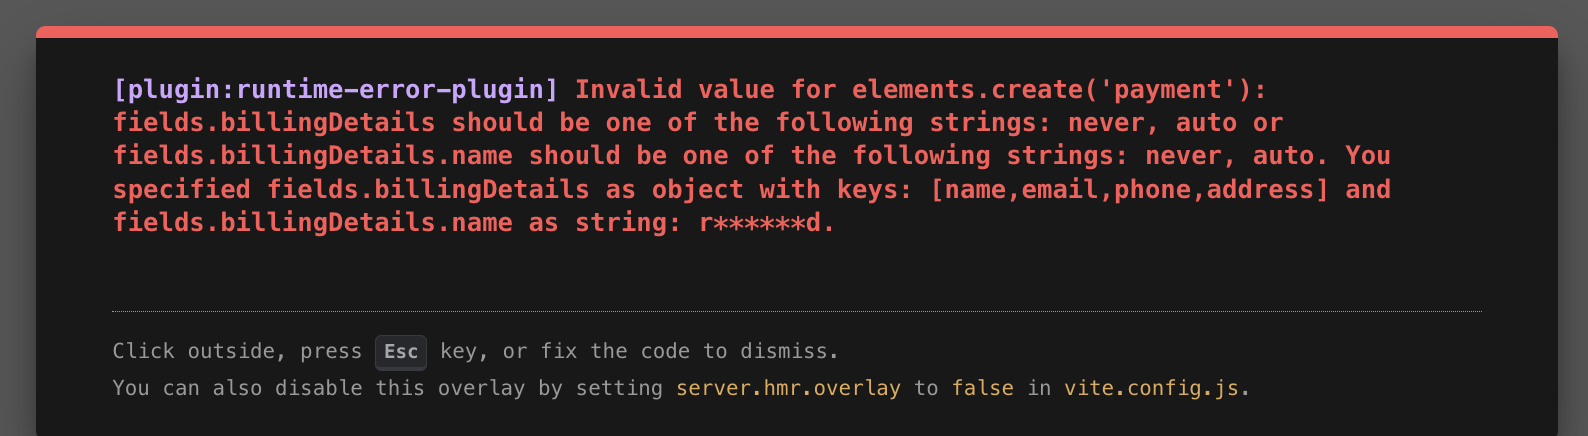 [plugin:runtime-error-plugin] Invalid value for elements.create('payment'):
fields.billingDetails should be one of the following strings: never, auto or
fields.billingDetails.name should be one of the following strings: never, auto. You
specified fields.billingDetails as object with keys: [name,email,phone,address] and
fields.billingDetails.name as string: r******d.
Click outside, press Esc key, or fix the code to dismiss.
You can also disable this overlay by setting server.hmr.overlay to false in vite.config.js.